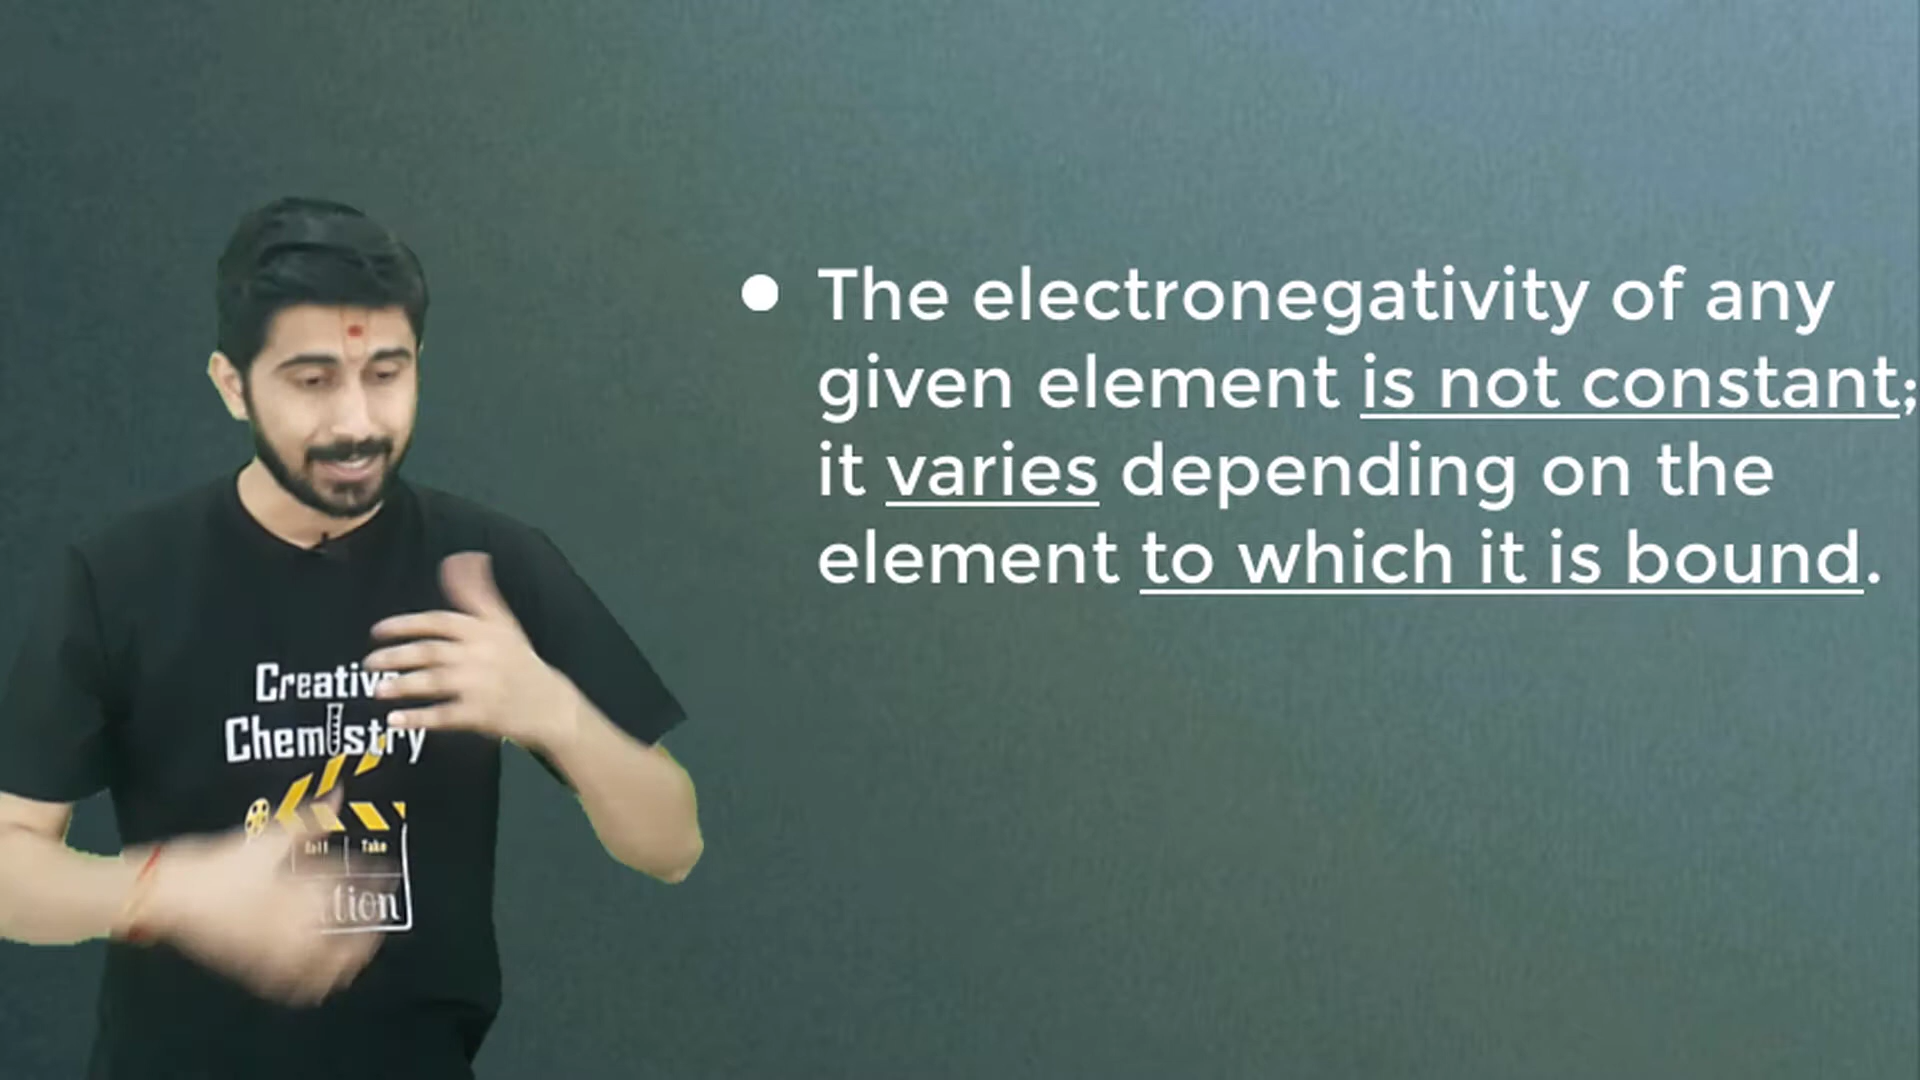 The electronegativity of any
given element is not constant;
it varies depending on the
element to which it is bound.
Creative
Chemistry
Take